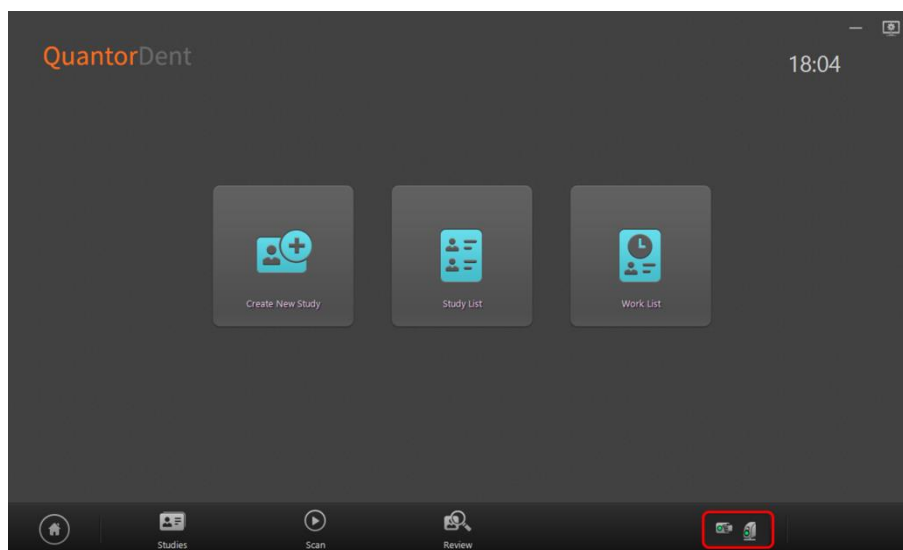 QuantorDent
18:04
Create New Study
Study List
Work List
Studies
Scan
Review